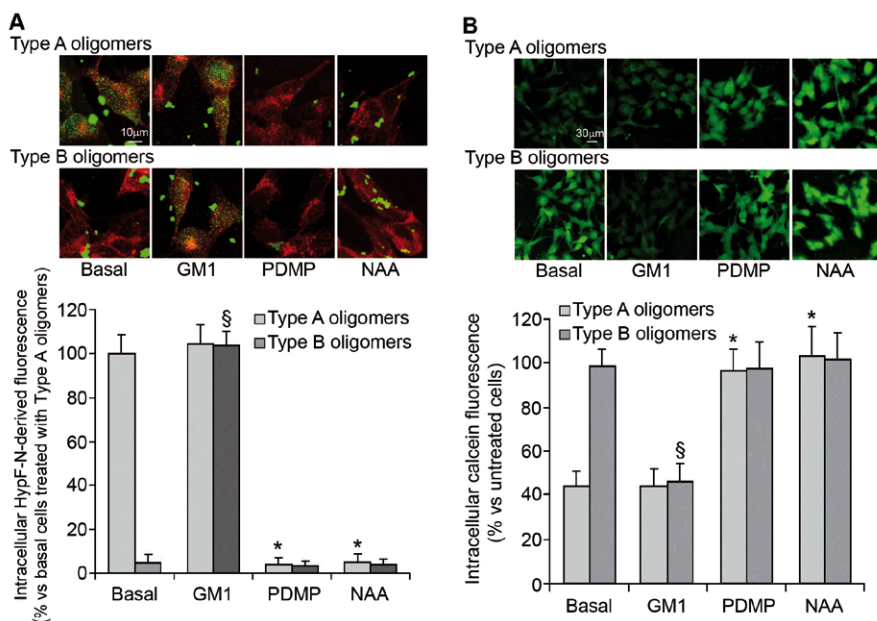 A
Type A oligomers
10µm
Type B oligomers
Basal GM1 PDMP NAA
Intracellular HypF-N-derived fluorescence
(% vs basal cells treated with Type A oligomers)
120
100
80
60
40
20
0
§
Type A oligomers
Type B oligomers
* *
Basal GM1 PDMP NAA
B
Type A oligomers
30µm
Type B oligomers
Basal GM1 PDMP NAA
Intracellular calcein fluorescence
(% vs untreated cells)
120
100
80
60
40
20
0
Type A oligomers
Type B oligomers
* *
§
Basal GM1 PDMP NAA